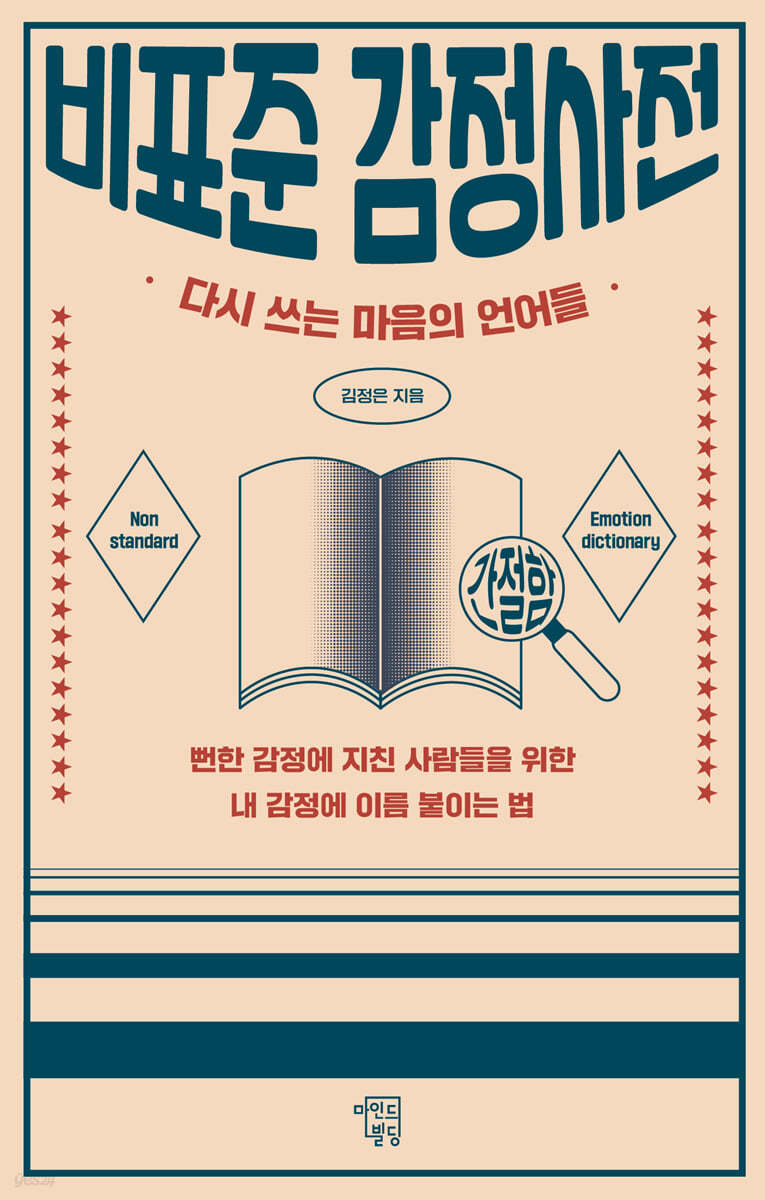 비표준 감정사전
• 다시 쓰는 마음의 언어들 •
김정은 지음
Non
standard
Emotion
dictionary
간절함
뻔한 감정에 지친 사람들을 위한
내 감정에 이름 붙이는 법
마인드
빌딩
yes24